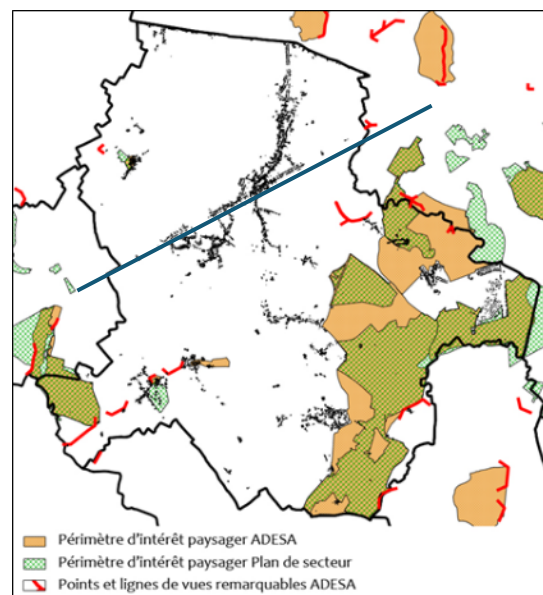 Périmètre d'intérêt paysager ADESA
Périmètre d'intérêt paysager Plan de secteur
Points et lignes de vues remarquables ADESA